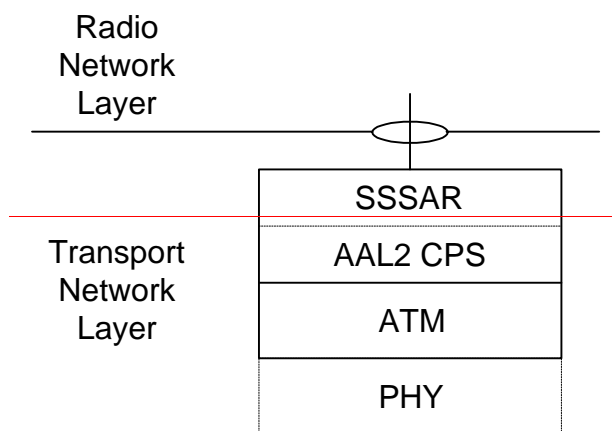 Radio
Network
Layer
SSSAR
Transport
Network
Layer
AAL2 CPS
ATM
PHY